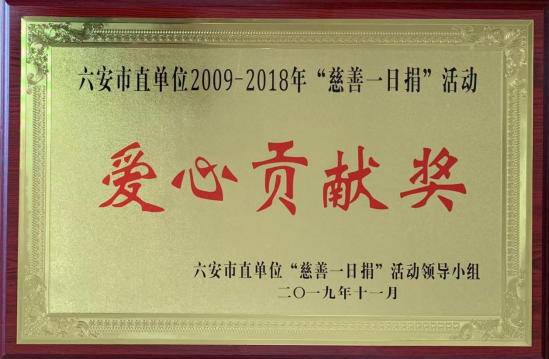 六安市直单位2009-2018年“慈善一日捐”活动
爱心贡献奖
六安市直单位“慈善一日捐”活动领导小组
二〇一九年十一月